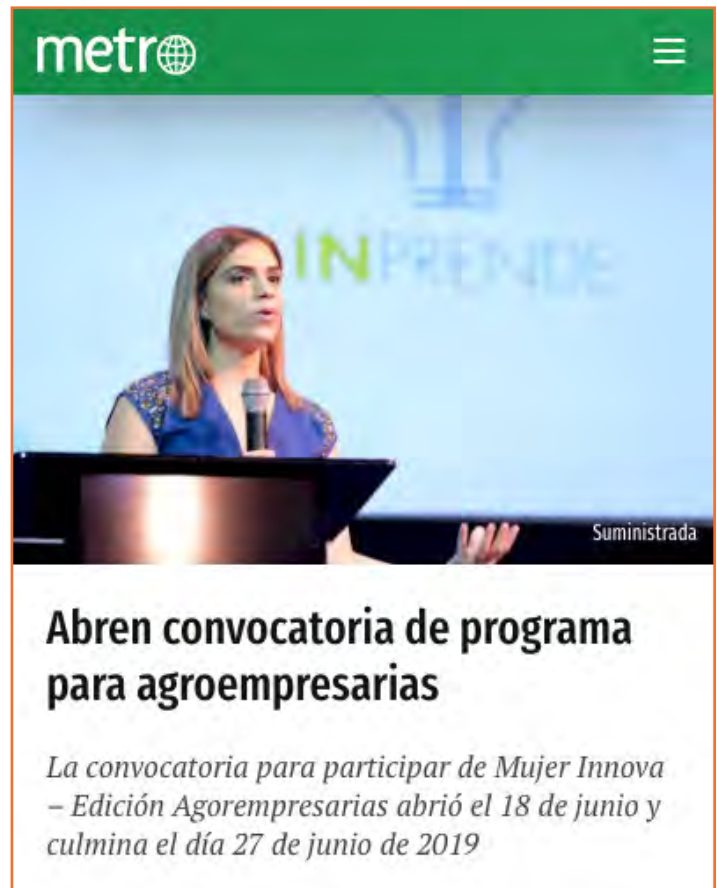 metro
INPRENDE
Suministrada
Abren convocatoria de programa
para agroempresarias
La convocatoria para participar de Mujer Innova
– Edición Agorempresarias abrió el 18 de junio y
culmina el día 27 de junio de 2019